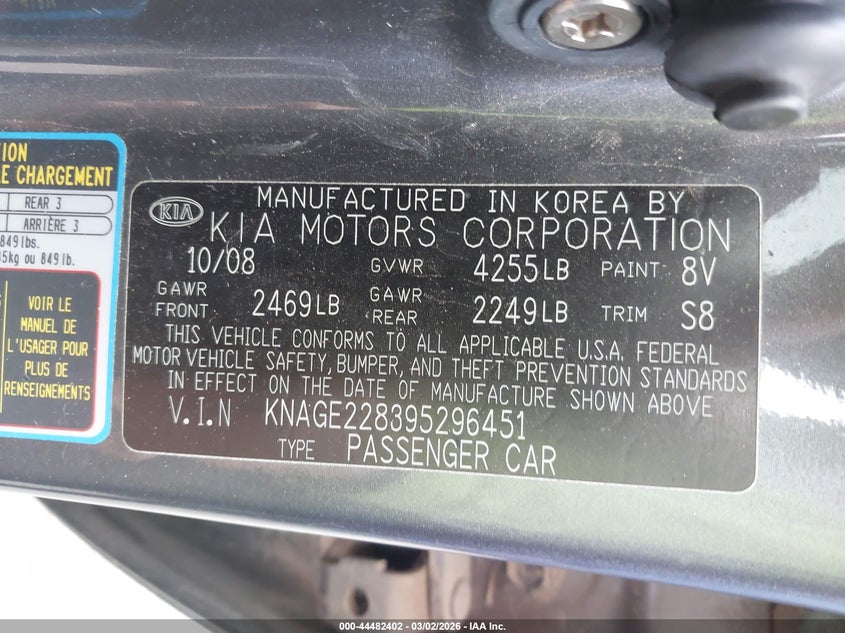 TION
E CHARGEMENT
REAR 3
ARRIÈRE 3
849 lbs.
5kg ou 849 lb.
VOIR LE
MANUEL DE
L'USAGER POUR
PLUS DE
RENSEIGNEMENTS
KIA
MANUFACTURED IN KOREA BY
KIA MOTORS CORPORATION
10/08 GVWR 4255LB PAINT 8V
GAWR FRONT 2469LB GAWR REAR 2249LB TRIM S8
THIS VEHICLE CONFORMS TO ALL APPLICABLE U.S.A. FEDERAL
MOTOR VEHICLE SAFETY, BUMPER, AND THEFT PREVENTION STANDARDS
IN EFFECT ON THE DATE OF MANUFACTURE SHOWN ABOVE
V.I.N KNAGE228395296451
TYPE PASSENGER CAR
000-44482402 — 03/02/2026 — IAA Inc.